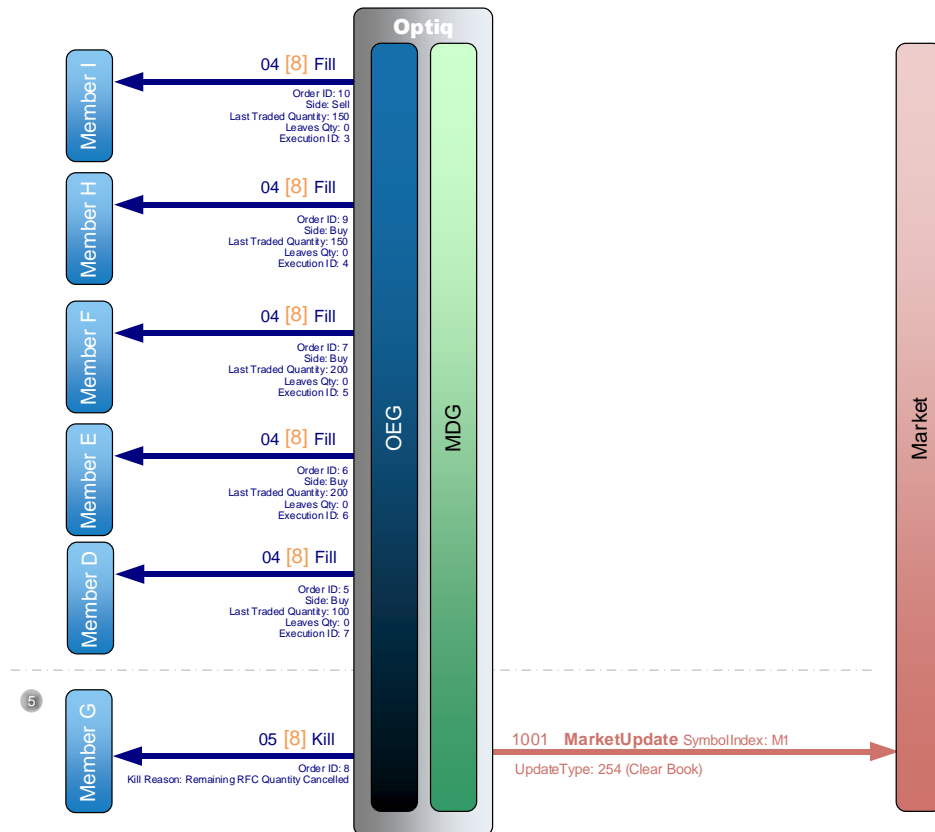 Optiq
Member I
04 [8] Fill
Order ID: 10
Side: Sell
Last Traded Quantity: 150
Leaves Qty: 0
Execution ID: 3
Member H
04 [8] Fill
Order ID: 9
Side: Buy
Last Traded Quantity: 150
Leaves Qty: 0
Execution ID: 4
Member F
04 [8] Fill
Order ID: 7
Side: Buy
Last Traded Quantity: 200
Leaves Qty: 0
Execution ID: 5
OEG
MDG
Market
Member E
04 [8] Fill
Order ID: 6
Side: Buy
Last Traded Quantity: 200
Leaves Qty: 0
Execution ID: 6
Member D
04 [8] Fill
Order ID: 5
Side: Buy
Last Traded Quantity: 100
Leaves Qty: 0
Execution ID: 7
5
Member G
05 [8] Kill
Order ID: 8
Kill Reason: Remaining RFC Quantity Cancelled
1001 MarketUpdate SymbolIndex: M1
UpdateType: 254 (Clear Book)